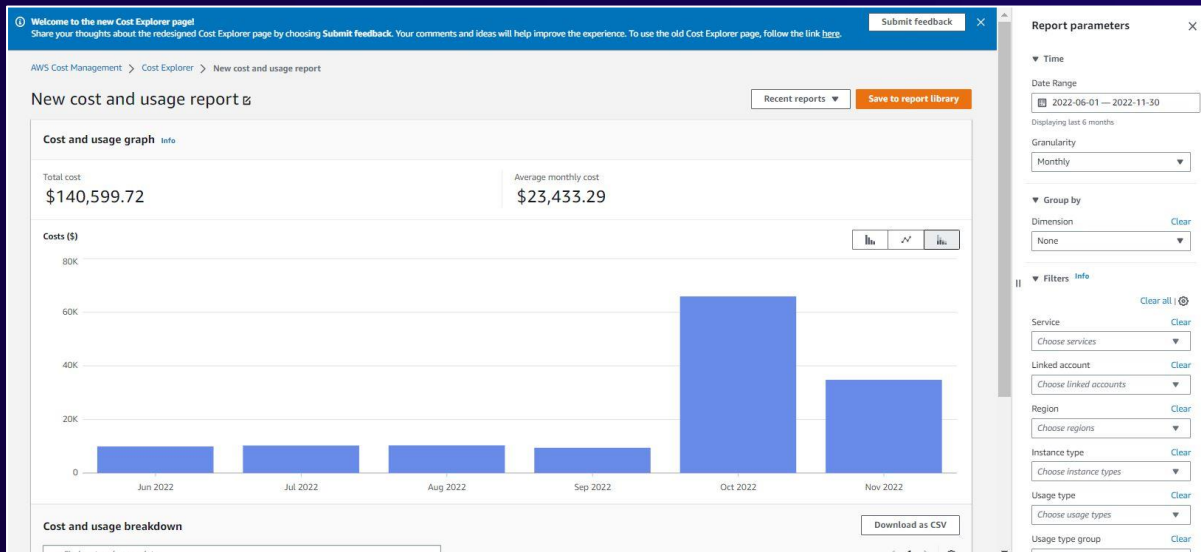 Welcome to the new Cost Explorer page!
Share your thoughts about the redesigned Cost Explorer page by choosing Submit feedback. Your comments and ideas will help improve the experience. To use the old Cost Explorer page, follow the link here.
Submit feedback
AWS Cost Management > Cost Explorer > New cost and usage report
New cost and usage report
Recent reports
Save to report library
Cost and usage graph Info
Total cost
$140,599.72
Average monthly cost
$23,433.29
Costs ($)
80K
60K
40K
20K
0
Jun 2022
Jul 2022
Aug 2022
Sep 2022
Oct 2022
Nov 2022
Cost and usage breakdown
Download as CSV
Report parameters
Time
Date Range
2022-06-01 — 2022-11-30
Displaying last 6 months
Granularity
Monthly
Group by
Dimension Clear
None
Filters Info
Clear all |
Service Clear
Choose services
Linked account Clear
Choose linked accounts
Region Clear
Choose regions
Instance type Clear
Choose instance types
Usage type Clear
Choose usage types
Usage type group Clear